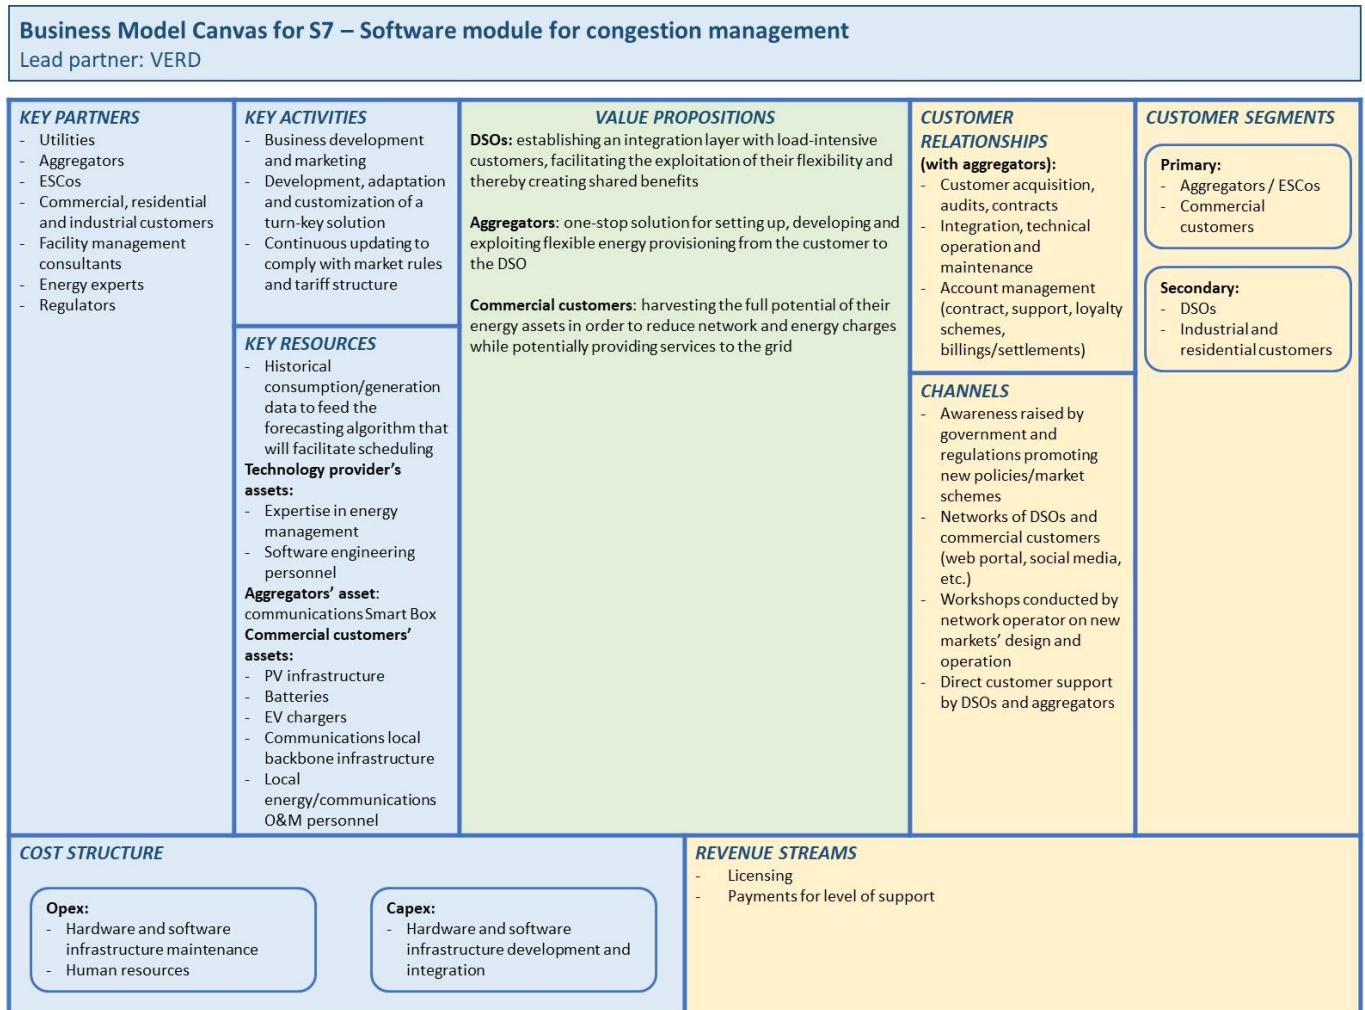 Business Model Canvas for S7 – Software module for congestion management
Lead partner: VERD
KEY PARTNERS
- Utilities
- Aggregators
- ESCos
- Commercial, residential
and industrial customers
- Facility management
consultants
- Energy experts
- Regulators
KEY ACTIVITIES
- Business development
and marketing
- Development, adaptation
and customization of a
turn-key solution
- Continuous updating to
comply with market rules
and tariff structure
KEY RESOURCES
- Historical
consumption/generation
data to feed the
forecasting algorithm that
will facilitate scheduling
Technology provider's
assets:
- Expertise in energy
management
- Software engineering
personnel
Aggregators' asset:
communications Smart Box
Commercial customers'
assets:
- PV infrastructure
- Batteries
- EV chargers
- Communications local
backbone infrastructure
- Local
energy/communications
O&M personnel
VALUE PROPOSITIONS
DSOs: establishing an integration layer with load-intensive
customers, facilitating the exploitation of their flexibility and
thereby creating shared benefits
Aggregators: one-stop solution for setting up, developing and
exploiting flexible energy provisioning from the customer to
the DSO
Commercial customers: harvesting the full potential of their
energy assets in order to reduce network and energy charges
while potentially providing services to the grid
CUSTOMER
RELATIONSHIPS
(with aggregators):
- Customer acquisition,
audits, contracts
- Integration, technical
operation and
maintenance
- Account management
(contract, support, loyalty
schemes,
billings/settlements)
CHANNELS
- Awareness raised by
government and
regulations promoting
new policies/market
schemes
- Networks of DSOs and
commercial customers
(web portal, social media,
etc.)
- Workshops conducted by
network operator on new
markets' design and
operation
- Direct customer support
by DSOs and aggregators
CUSTOMER SEGMENTS
Primary:
- Aggregators / ESCos
- Commercial
customers
Secondary:
- DSOs
- Industrial and
residential customers
COST STRUCTURE
Opex:
- Hardware and software
infrastructure maintenance
- Human resources
Capex:
- Hardware and software
infrastructure development and
integration
REVENUE STREAMS
- Licensing
- Payments for level of support